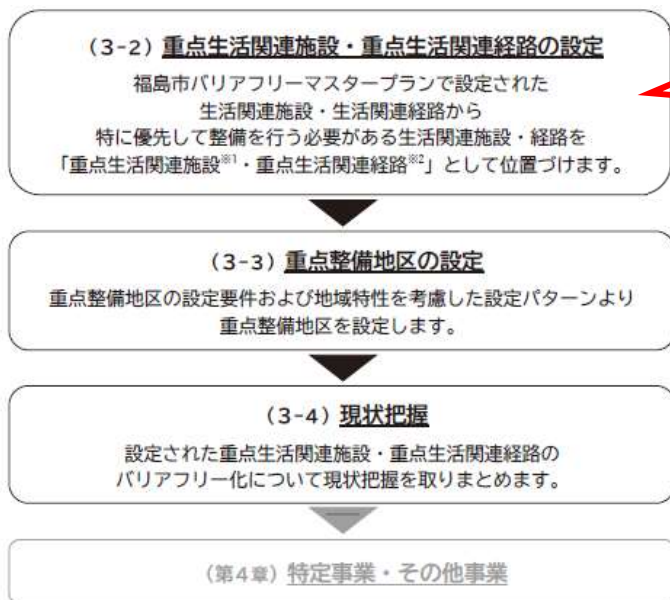 （3-2）重点生活関連施設・重点生活関連経路の設定
福島市バリアフリーマスタープランで設定された
生活関連施設・生活関連経路から
特に優先して整備を行う必要がある生活関連施設・経路を
「重点生活関連施設※1・重点生活関連経路※2」として位置づけます。
（3-3）重点整備地区の設定
重点整備地区の設定要件および地域特性を考慮した設定パターンより
重点整備地区を設定します。
（3-4）現状把握
設定された重点生活関連施設・重点生活関連経路の
バリアフリー化について現状把握を取りまとめます。
（第4章）特定事業・その他事業